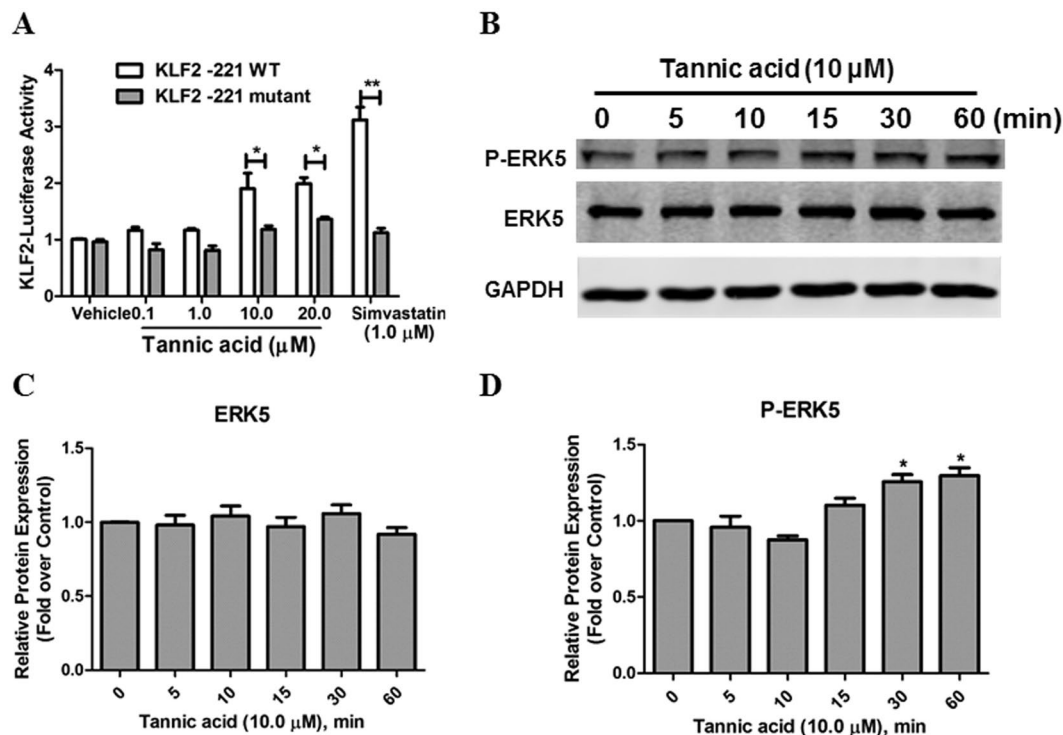 A
KLF2 -221 WT
KLF2 -221 mutant
KLF2-Luciferase Activity
4
3
2
1
0
**
*
*
Vehicle 0.1 1.0 10.0 20.0 Simvastatin
(1.0 μM)
Tannic acid (μM)
B
Tannic acid (10 μM)
0 5 10 15 30 60 (min)
P-ERK5
ERK5
GAPDH
C
ERK5
Relative Protein Expression
(Fold over Control)
1.5
1.0
0.5
0.0
0 5 10 15 30 60
Tannic acid (10.0 μM), min
D
P-ERK5
Relative Protein Expression
(Fold over Control)
1.5
1.0
0.5
0.0
* *
0 5 10 15 30 60
Tannic acid (10.0 μM), min